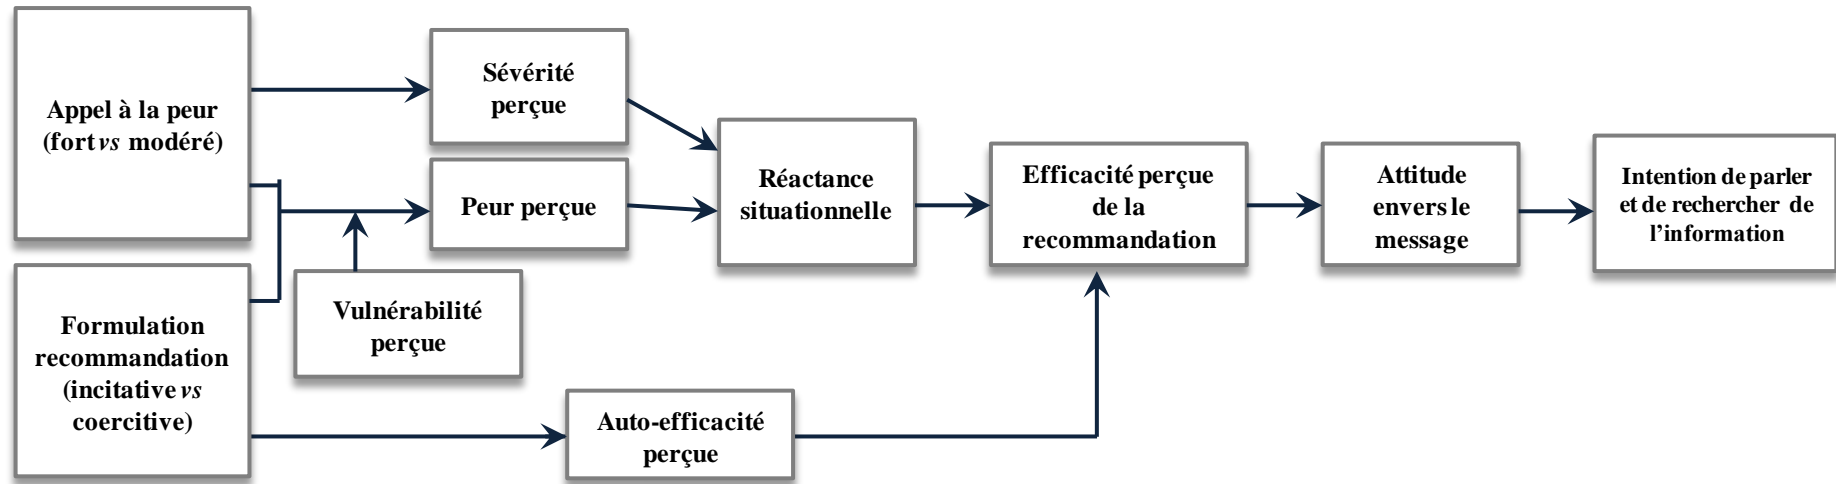 Appel à la peur
(fort vs modéré)
Sévérité
perçue
Peur perçue
Vulnérabilité
perçue
Formulation
recommandation
(incitative vs
coercitive)
Auto-efficacité
perçue
Réactance
situationnelle
Efficacité perçue
de la
recommandation
Attitude
envers le
message
Intention de parler
et de rechercher de
l’information